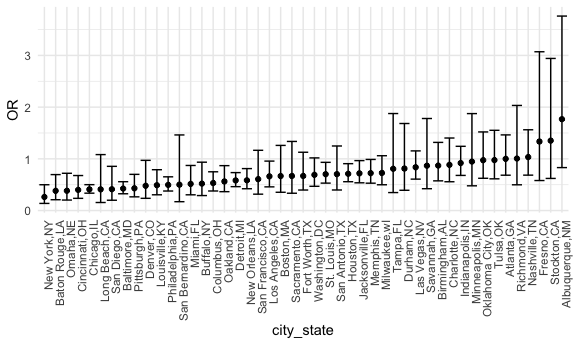 OR
3
2
1
0
New York,NY
Baton Rouge,LA
Omaha,NE
Cincinnati,OH
Chicago,IL
Long Beach,CA
San Diego,CA
Baltimore,MD
Pittsburgh,PA
Denver,CO
Louisville,KY
Philadelphia,PA
San Bernardino,CA
Miami,FL
Buffalo,NY
Columbus,OH
Oakland,CA
Detroit,MI
New Orleans,LA
San Francisco,CA
Los Angeles,CA
Boston,MA
Sacramento,CA
Fort Worth,TX
Washington,DC
St. Louis,MO
San Antonio,TX
Houston,TX
Jacksonville,FL
Memphis,TN
Milwaukee,wI
Tampa,FL
Durham,NC
Las Vegas,NV
Savannah,GA
Birmingham,AL
Charlotte,NC
Indianapolis,IN
Minneapolis,MN
Oklahoma City,OK
Tulsa,OK
Atlanta,GA
Richmond,VA
Nashville,TN
Fresno,CA
Stockton,CA
Albuquerque,NM
city_state